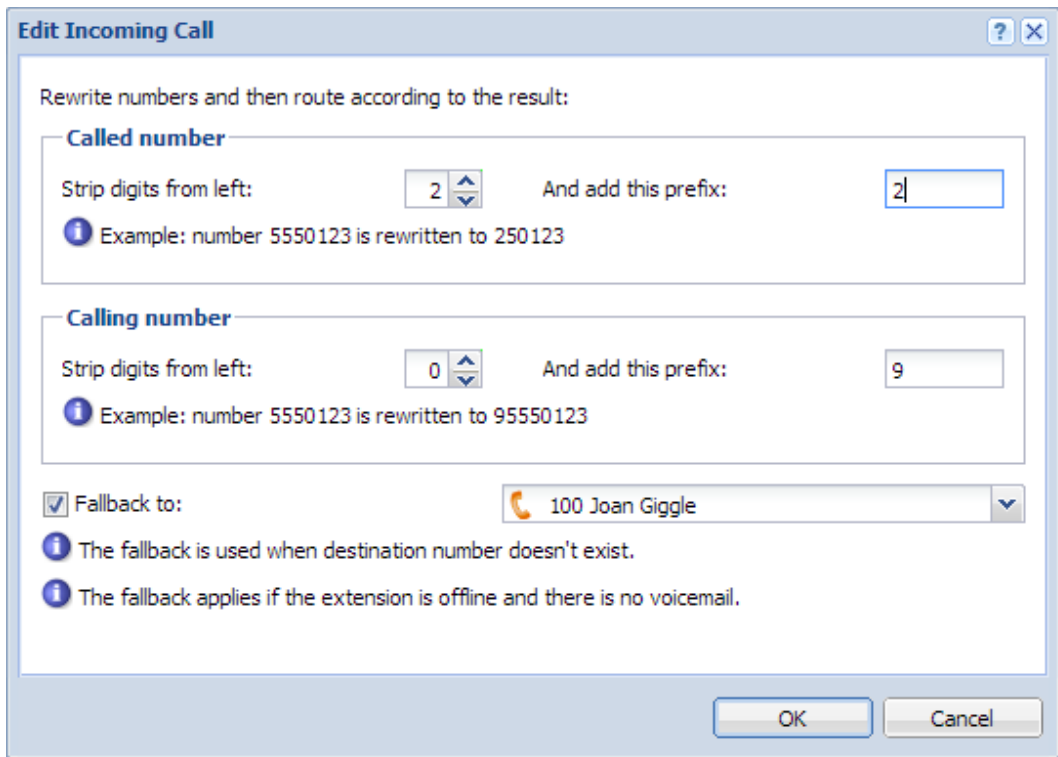 Edit Incoming Call
Rewrite numbers and then route according to the result:
Called number
Strip digits from left: 2 And add this prefix: 2
Example: number 5550123 is rewritten to 250123
Calling number
Strip digits from left: 0 And add this prefix: 9
Example: number 5550123 is rewritten to 95550123
Fallback to: 100 Joan Giggle
The fallback is used when destination number doesn't exist.
The fallback applies if the extension is offline and there is no voicemail.
OK Cancel